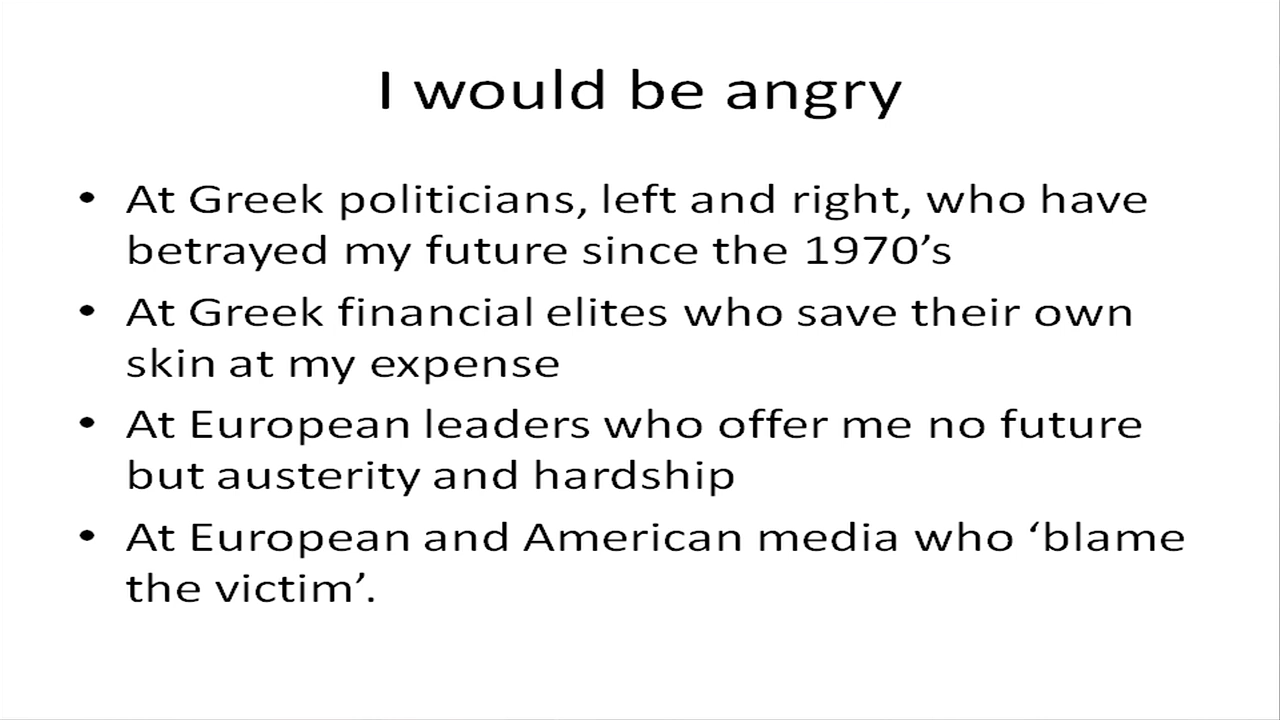 I would be angry
• At Greek politicians, left and right, who have
betrayed my future since the 1970’s
• At Greek financial elites who save their own
skin at my expense
• At European leaders who offer me no future
but austerity and hardship
• At European and American media who ‘blame
the victim’.